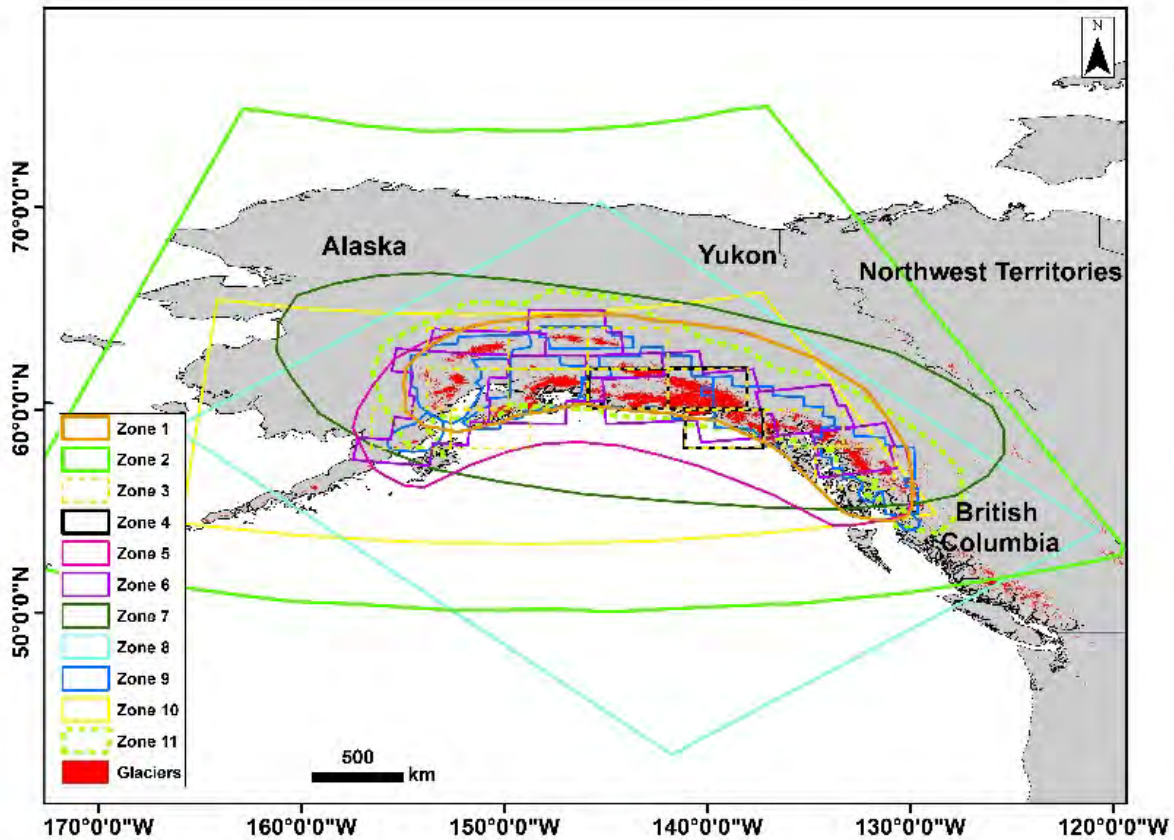 N
70°0'0"N
60°0'0"N
50°0'0"N
Alaska
Yukon
Northwest Territories
British
Columbia
Zone 1
Zone 2
Zone 3
Zone 4
Zone 5
Zone 6
Zone 7
Zone 8
Zone 9
Zone 10
Zone 11
Glaciers
500
km
170°0'0"W
160°0'0"W
150°0'0"W
140°0'0"W
130°0'0"W
120°0'0"W